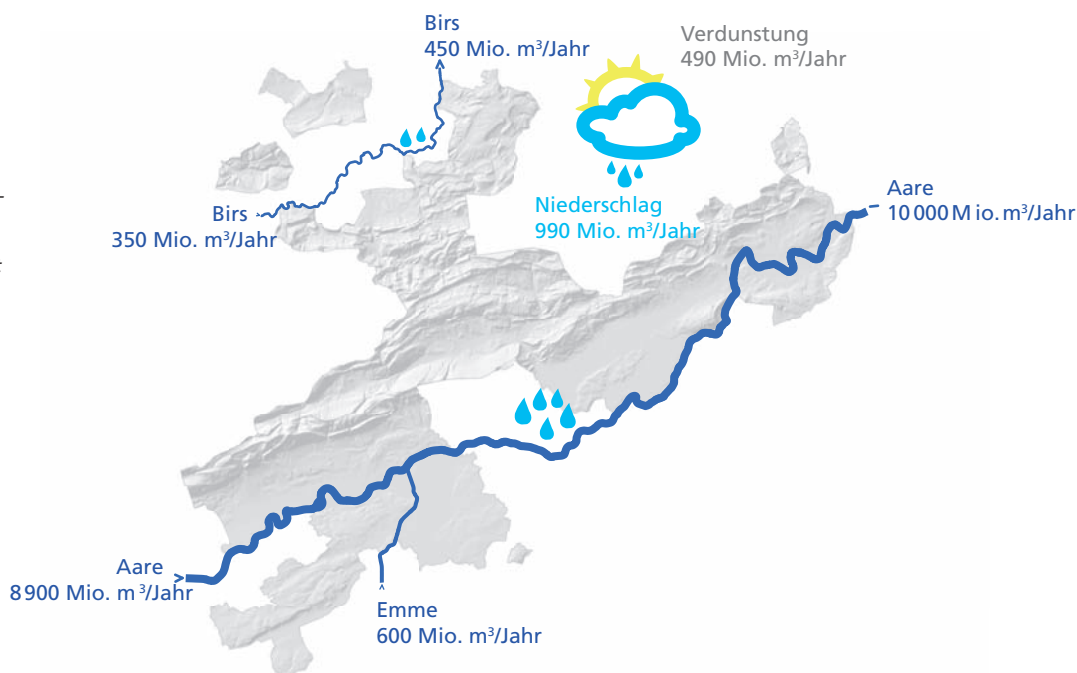 Birs
450 Mio. m³/Jahr
Verdunstung
490 Mio. m³/Jahr
Niederschlag
990 Mio. m³/Jahr
Aare
10 000 M io. m³/Jahr
Birs
350 Mio. m³/Jahr
Aare
8 900 Mio. m³/Jahr
Emme
600 Mio. m³/Jahr